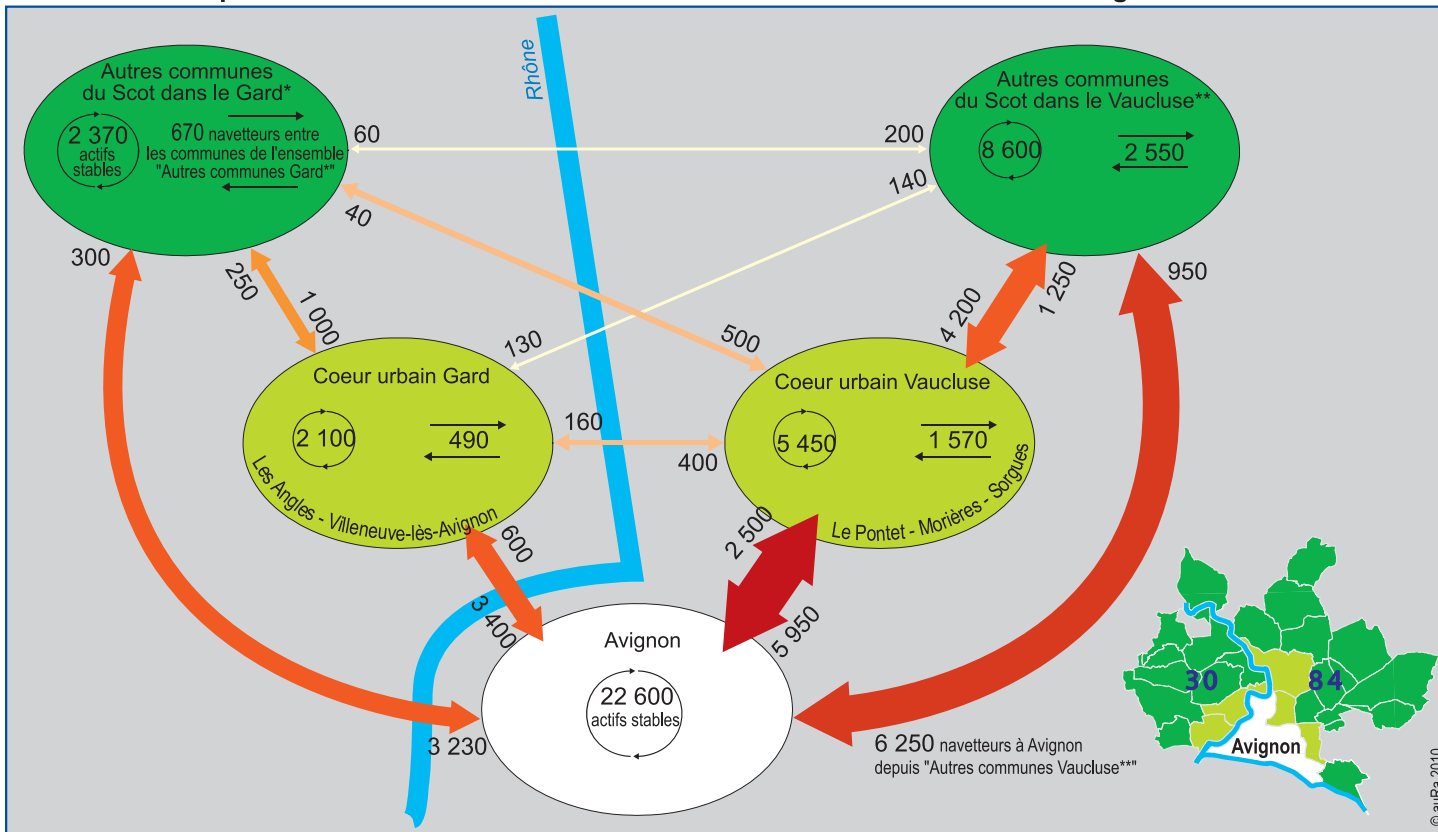 Rhône
Autres communes
du Scot dans le Gard*
2 370
actifs
stables
670 navetteurs entre
les communes de l'ensemble
"Autres communes Gard*"
60
200
Autres communes
du Scot dans le Vaucluse**
8 600
2 550
40
140
300
250
1 000
950
1 250
4 200
130
500
Coeur urbain Gard
2 100
490
Les Angles - Villeneuve-lès-Avignon
160
400
Coeur urbain Vaucluse
5 450
1 570
Le Pontet - Morières - Sorgues
600
3 400
2 500
5 950
Avignon
22 600
actifs stables
3 230
6 250 navetteurs à Avignon
depuis "Autres communes Vaucluse**"
30
84
Avignon
© auRa 2010